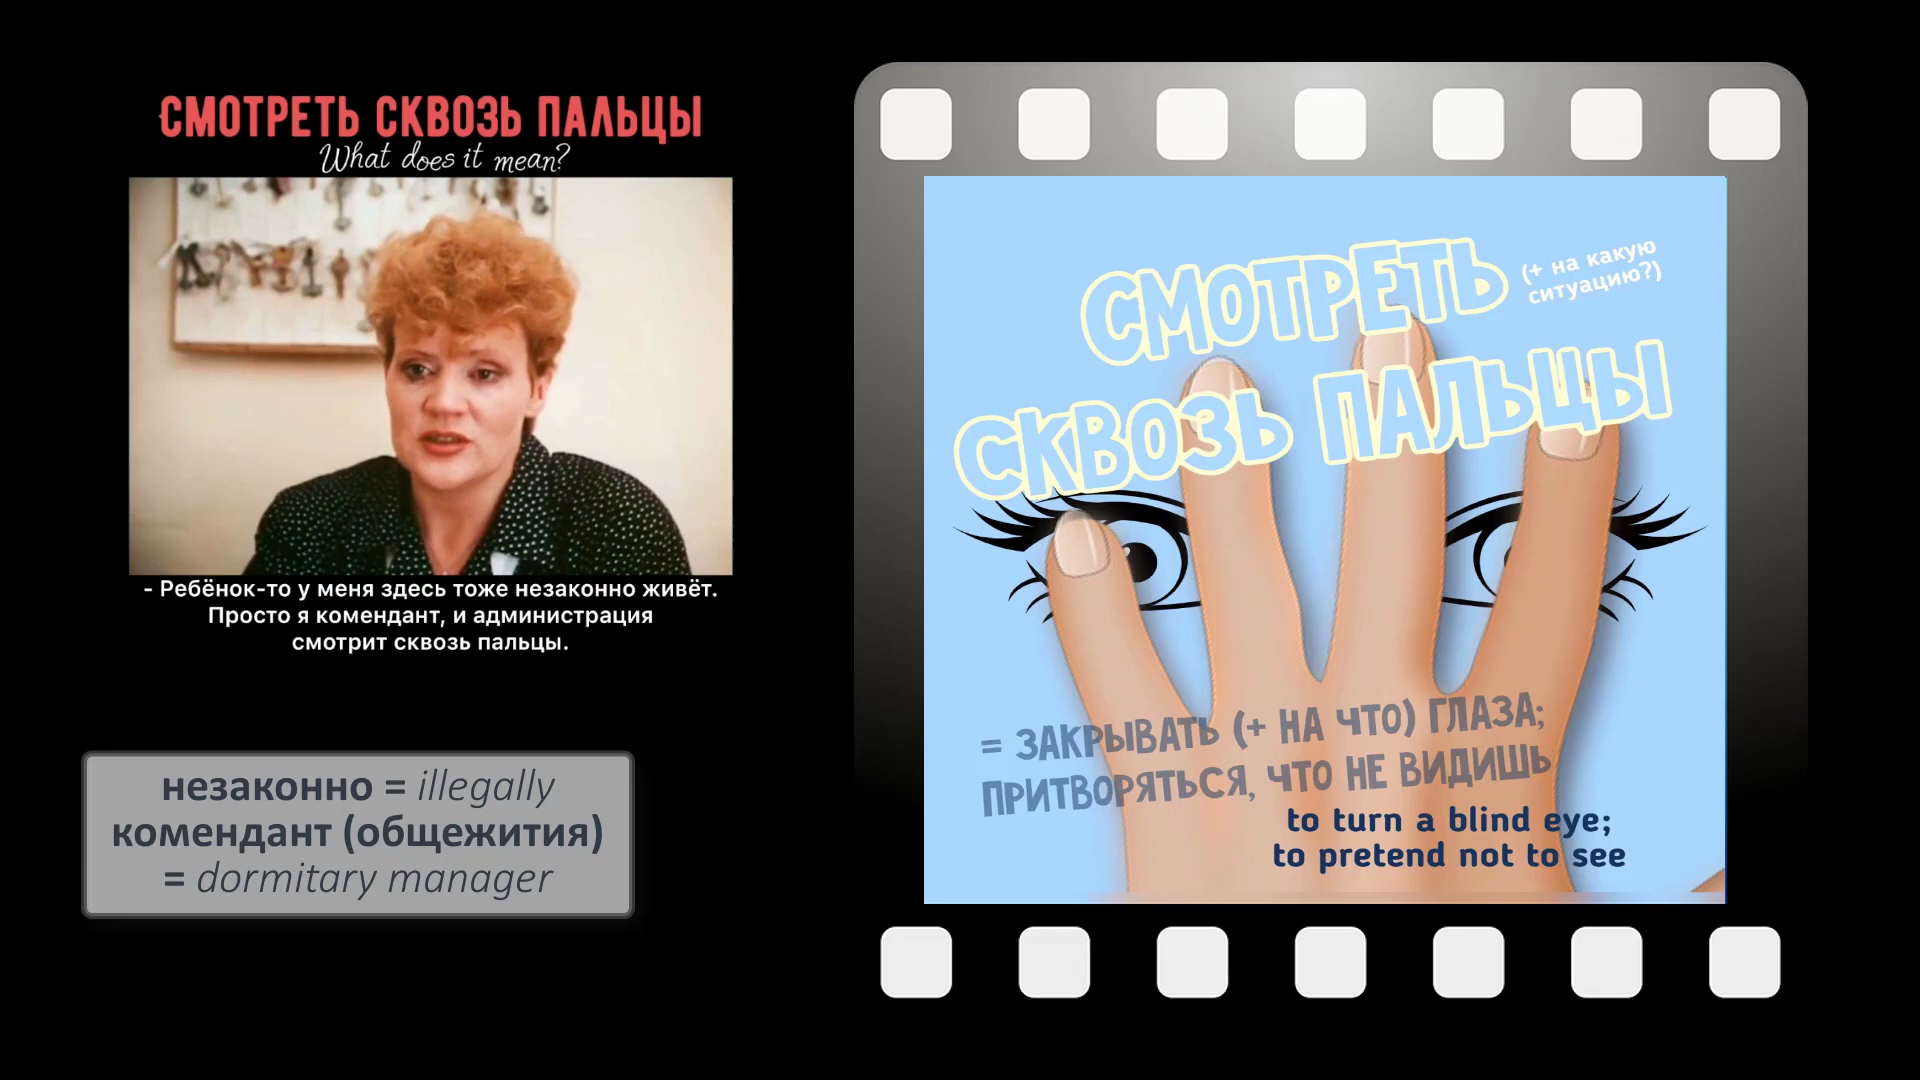 СМОТРЕТЬ СКВОЗЬ ПАЛЬЦЫ
What does it mean?
- Ребёнок-то у меня здесь тоже незаконно живёт.
Просто я комендант, и администрация
смотрит сквозь пальцы.
незаконно = illegally
комендант (общежития)
= dormitary manager
СМОТРЕТЬ
(+ на какую
ситуацию?)
СКВОЗЬ ПАЛЬЦЫ
= ЗАКРЫВАТЬ (+ НА ЧТО) ГЛАЗА;
ПРИТВОРЯТЬСЯ, ЧТО НЕ ВИДИШЬ
to turn a blind eye;
to pretend not to see